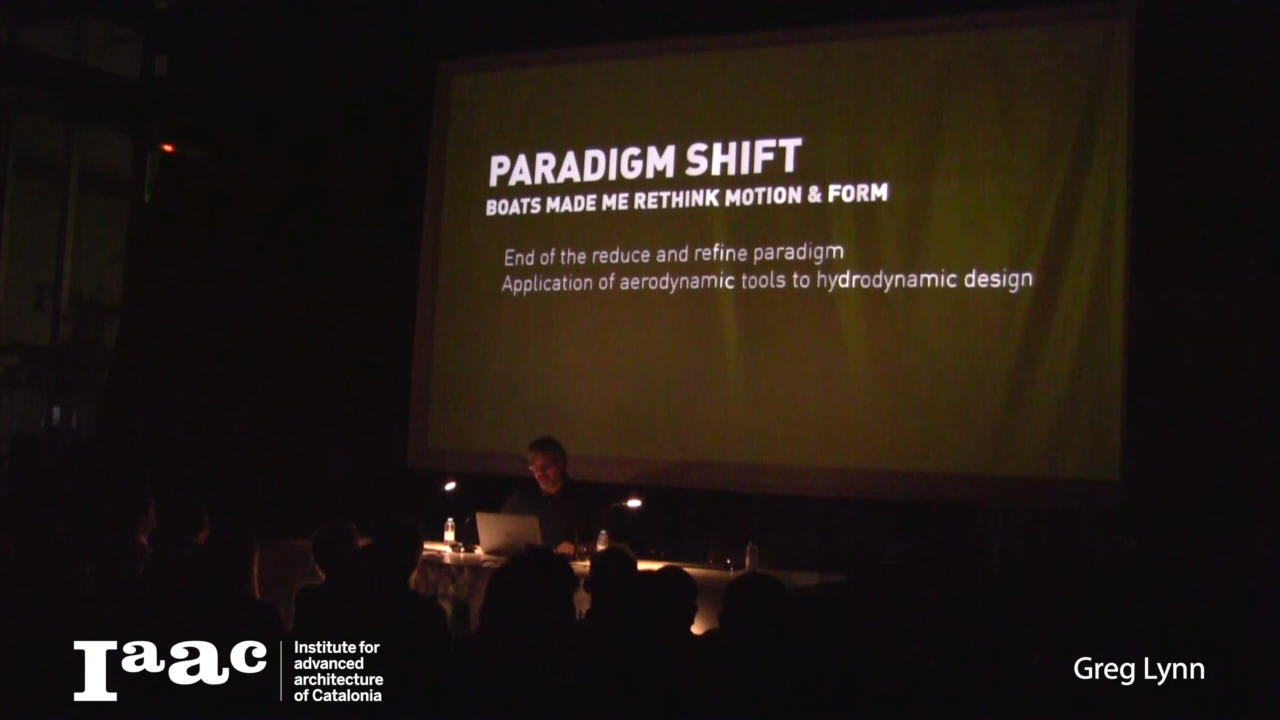 PARADIGM SHIFT
BOATS MADE ME RETHINK MOTION & FORM
End of the reduce and refine paradigm
Application of aerodynamic tools to hydrodynamic design
Iaac
Institute for
advanced
architecture
of Catalonia
Greg Lynn